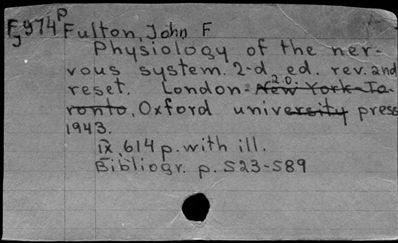 Fg974p Fulton, John F
Physiology of the ner-
vous system. 2-d ed. rev. and
reset. London: New York-To-
ronto, Oxford university press
1943.
IX, 614 p. with ill.
Bibliogr. p. 523-589